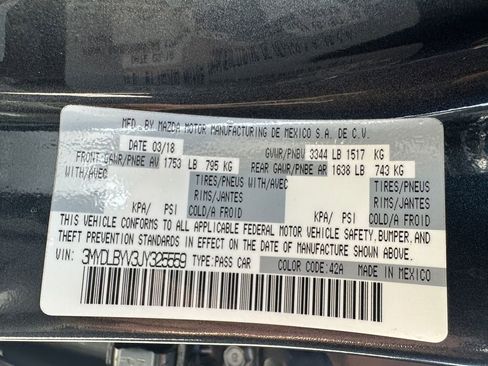 MFD. BY MAZDA MOTOR MANUFACTURING DE MEXICO S.A. DE C.V.
DATE 03/18 GVWR/PNBV 3344 LB 1517 KG
FRONT GAWR/PNBE AV 1753 LB 795 KG REAR GAWR/PNBE AR 1638 LB 743 KG
WITH/AVEC TIRES/PNEUS WITH/AVEC TIRES/PNEUS
RIMS/JANTES RIMS/JANTES
KPA/ PSI COLD/A FROID KPA/ PSI COLD/A FROID
THIS VEHICLE CONFORMS TO ALL APPLICABLE FEDERAL MOTOR VEHICLE SAFETY, BUMPER, AND
THEFT PREVENTION STANDARDS IN EFFECT ON THE DATE OF MANUFACTURE SHOWN ABOVE.
VIN: 3MYDLBYV3JY325559 TYPE: PASS CAR COLOR CODE: 42A MADE IN MEXICO